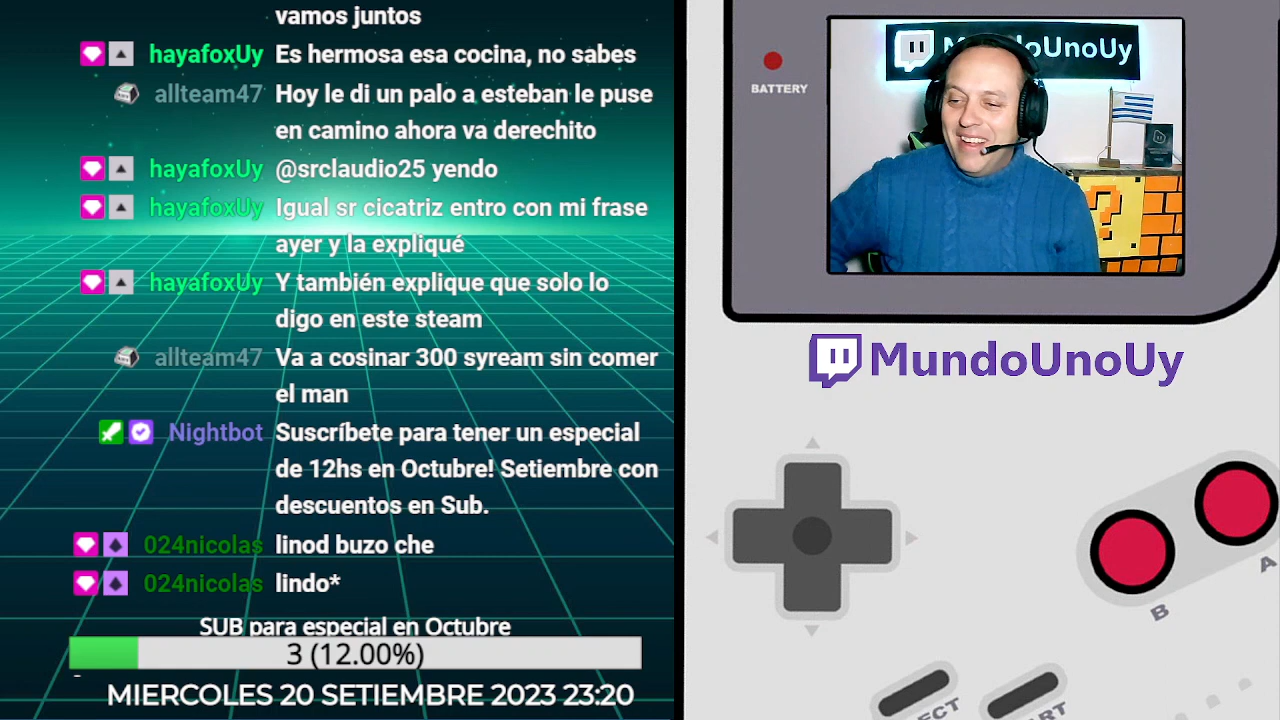 vamos juntos
hayafoxUy Es hermosa esa cocina, no sabes
allteam47 Hoy le di un palo a esteban le puse
en camino ahora va derechito
hayafoxUy @srclaudio25 yendo
hayafoxUy Igual sr cicatriz entro con mi frase
ayer y la expliqué
hayafoxUy Y también explique que solo lo
digo en este steam
allteam47 Va a cosinar 300 syream sin comer
el man
Nightbot Suscríbete para tener un especial
de 12hs en Octubre! Setiembre con
descuentos en Sub.
024nicolas linod buzo che
024nicolas lindo*
SUB para especial en Octubre
3 (12.00%)
MIERCOLES 20 SETIEMBRE 2023 23:20
BATTERY
MundoUnoUy
MundoUnoUy
A
B